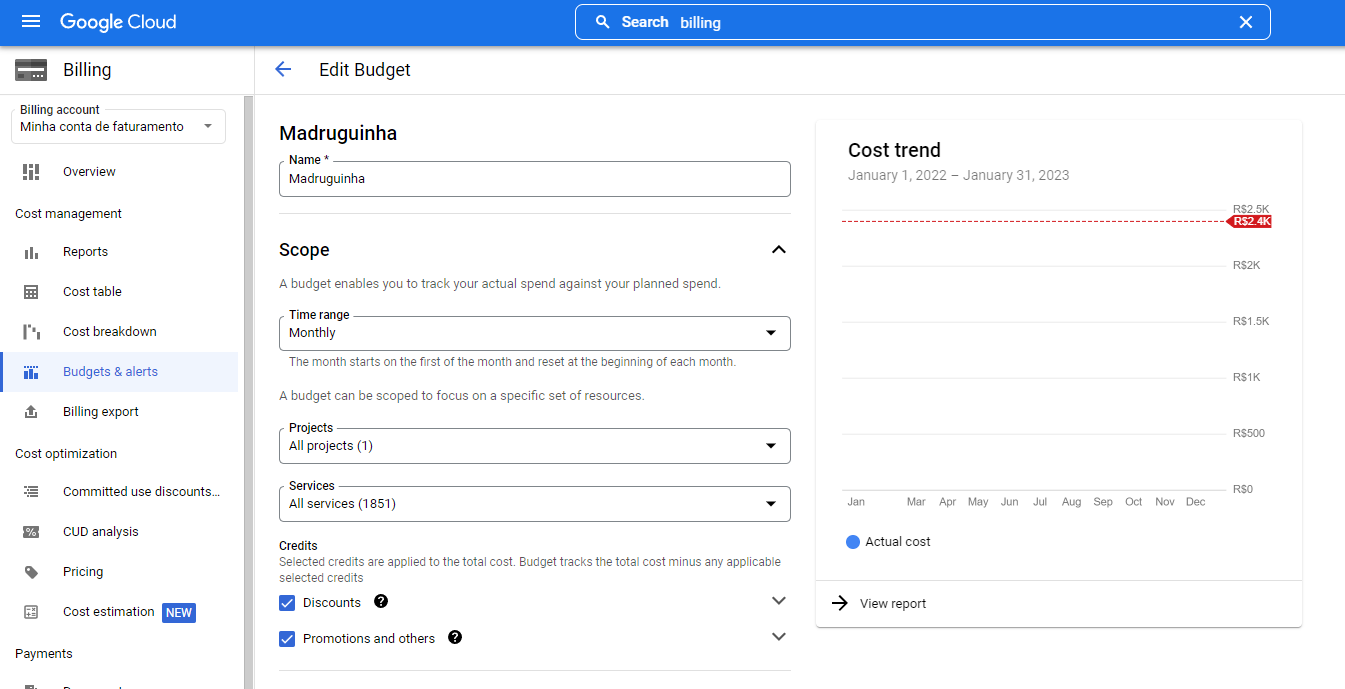 Google Cloud
Search billing
Billing
Edit Budget
Billing account
Minha conta de faturamento
Overview
Cost management
Reports
Cost table
Cost breakdown
Budgets & alerts
Billing export
Cost optimization
Committed use discounts...
CUD analysis
Pricing
Cost estimation NEW
Payments
Madruguinha
Name *
Madruguinha
Scope
A budget enables you to track your actual spend against your planned spend.
Time range
Monthly
The month starts on the first of the month and reset at the beginning of each month.
A budget can be scoped to focus on a specific set of resources.
Projects
All projects (1)
Services
All services (1851)
Credits
Selected credits are applied to the total cost. Budget tracks the total cost minus any applicable
selected credits
Discounts ?
Promotions and others ?
Cost trend
January 1, 2022 – January 31, 2023
R$2.5K
R$2.4K
R$2K
R$1.5K
R$1K
R$500
R$0
Jan Mar Apr May Jun Jul Aug Sep Oct Nov Dec
Actual cost
View report